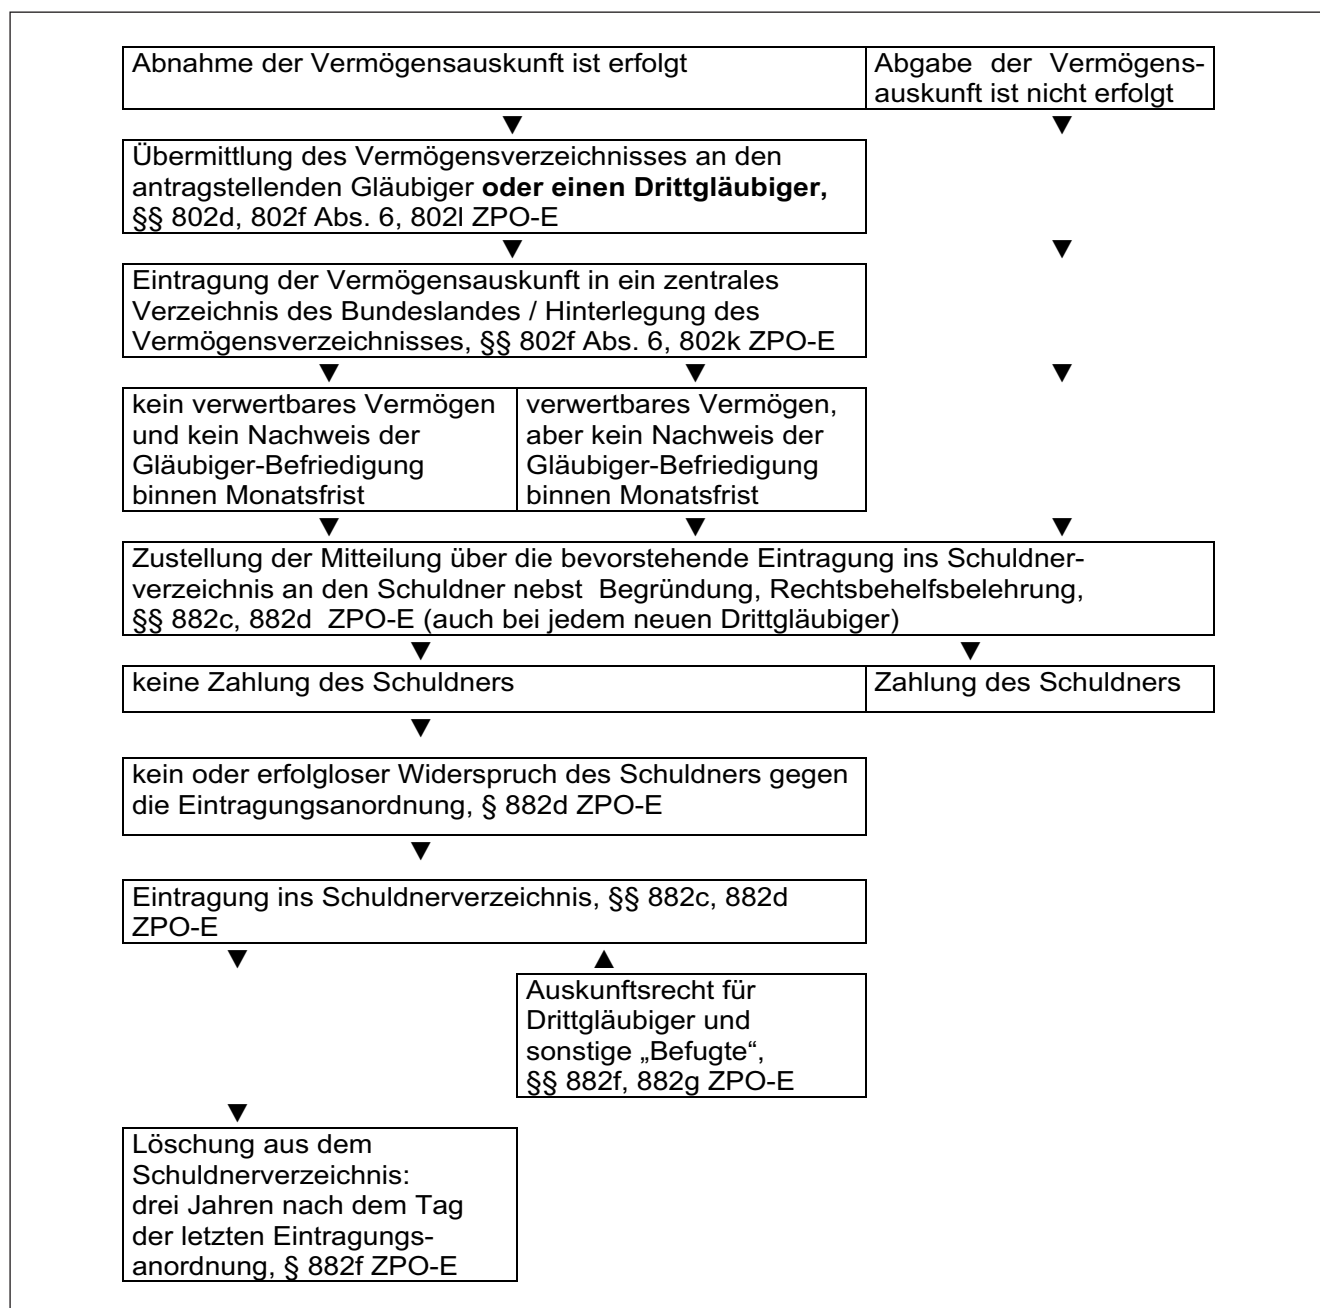 Abnahme der Vermögensauskunft ist erfolgt
Abgabe der Vermögens-
auskunft ist nicht erfolgt
▼ ▼
Übermittlung des Vermögensverzeichnisses an den
antragstellenden Gläubiger oder einen Drittgläubiger,
§§ 802d, 802f Abs. 6, 802l ZPO-E
▼ ▼
Eintragung der Vermögensauskunft in ein zentrales
Verzeichnis des Bundeslandes / Hinterlegung des
Vermögensverzeichnisses, §§ 802f Abs. 6, 802k ZPO-E
▼ ▼ ▼
kein verwertbares Vermögen
und kein Nachweis der
Gläubiger-Befriedigung
binnen Monatsfrist
verwertbares Vermögen,
aber kein Nachweis der
Gläubiger-Befriedigung
binnen Monatsfrist
▼ ▼ ▼
Zustellung der Mitteilung über die bevorstehende Eintragung ins Schuldner-
verzeichnis an den Schuldner nebst Begründung, Rechtsbehelfsbelehrung,
§§ 882c, 882d ZPO-E (auch bei jedem neuen Drittgläubiger)
▼ ▼
keine Zahlung des Schuldners
Zahlung des Schuldners
▼
kein oder erfolgloser Widerspruch des Schuldners gegen
die Eintragungsanordnung, § 882d ZPO-E
▼
Eintragung ins Schuldnerverzeichnis, §§ 882c, 882d
ZPO-E
▼ ▲
Auskunftsrecht für
Drittgläubiger und
sonstige „Befugte“,
§§ 882f, 882g ZPO-E
▼
Löschung aus dem
Schuldnerverzeichnis:
drei Jahren nach dem Tag
der letzten Eintragungs-
anordnung, § 882f ZPO-E